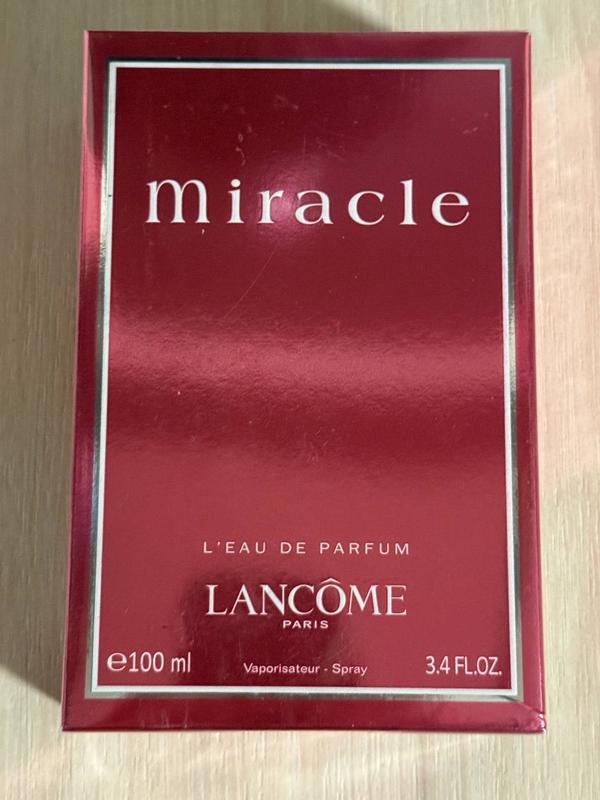 miracle
L'EAU DE PARFUM
LANCÔME
PARIS
℮100 ml Vaporisateur - Spray 3.4 FL.OZ.